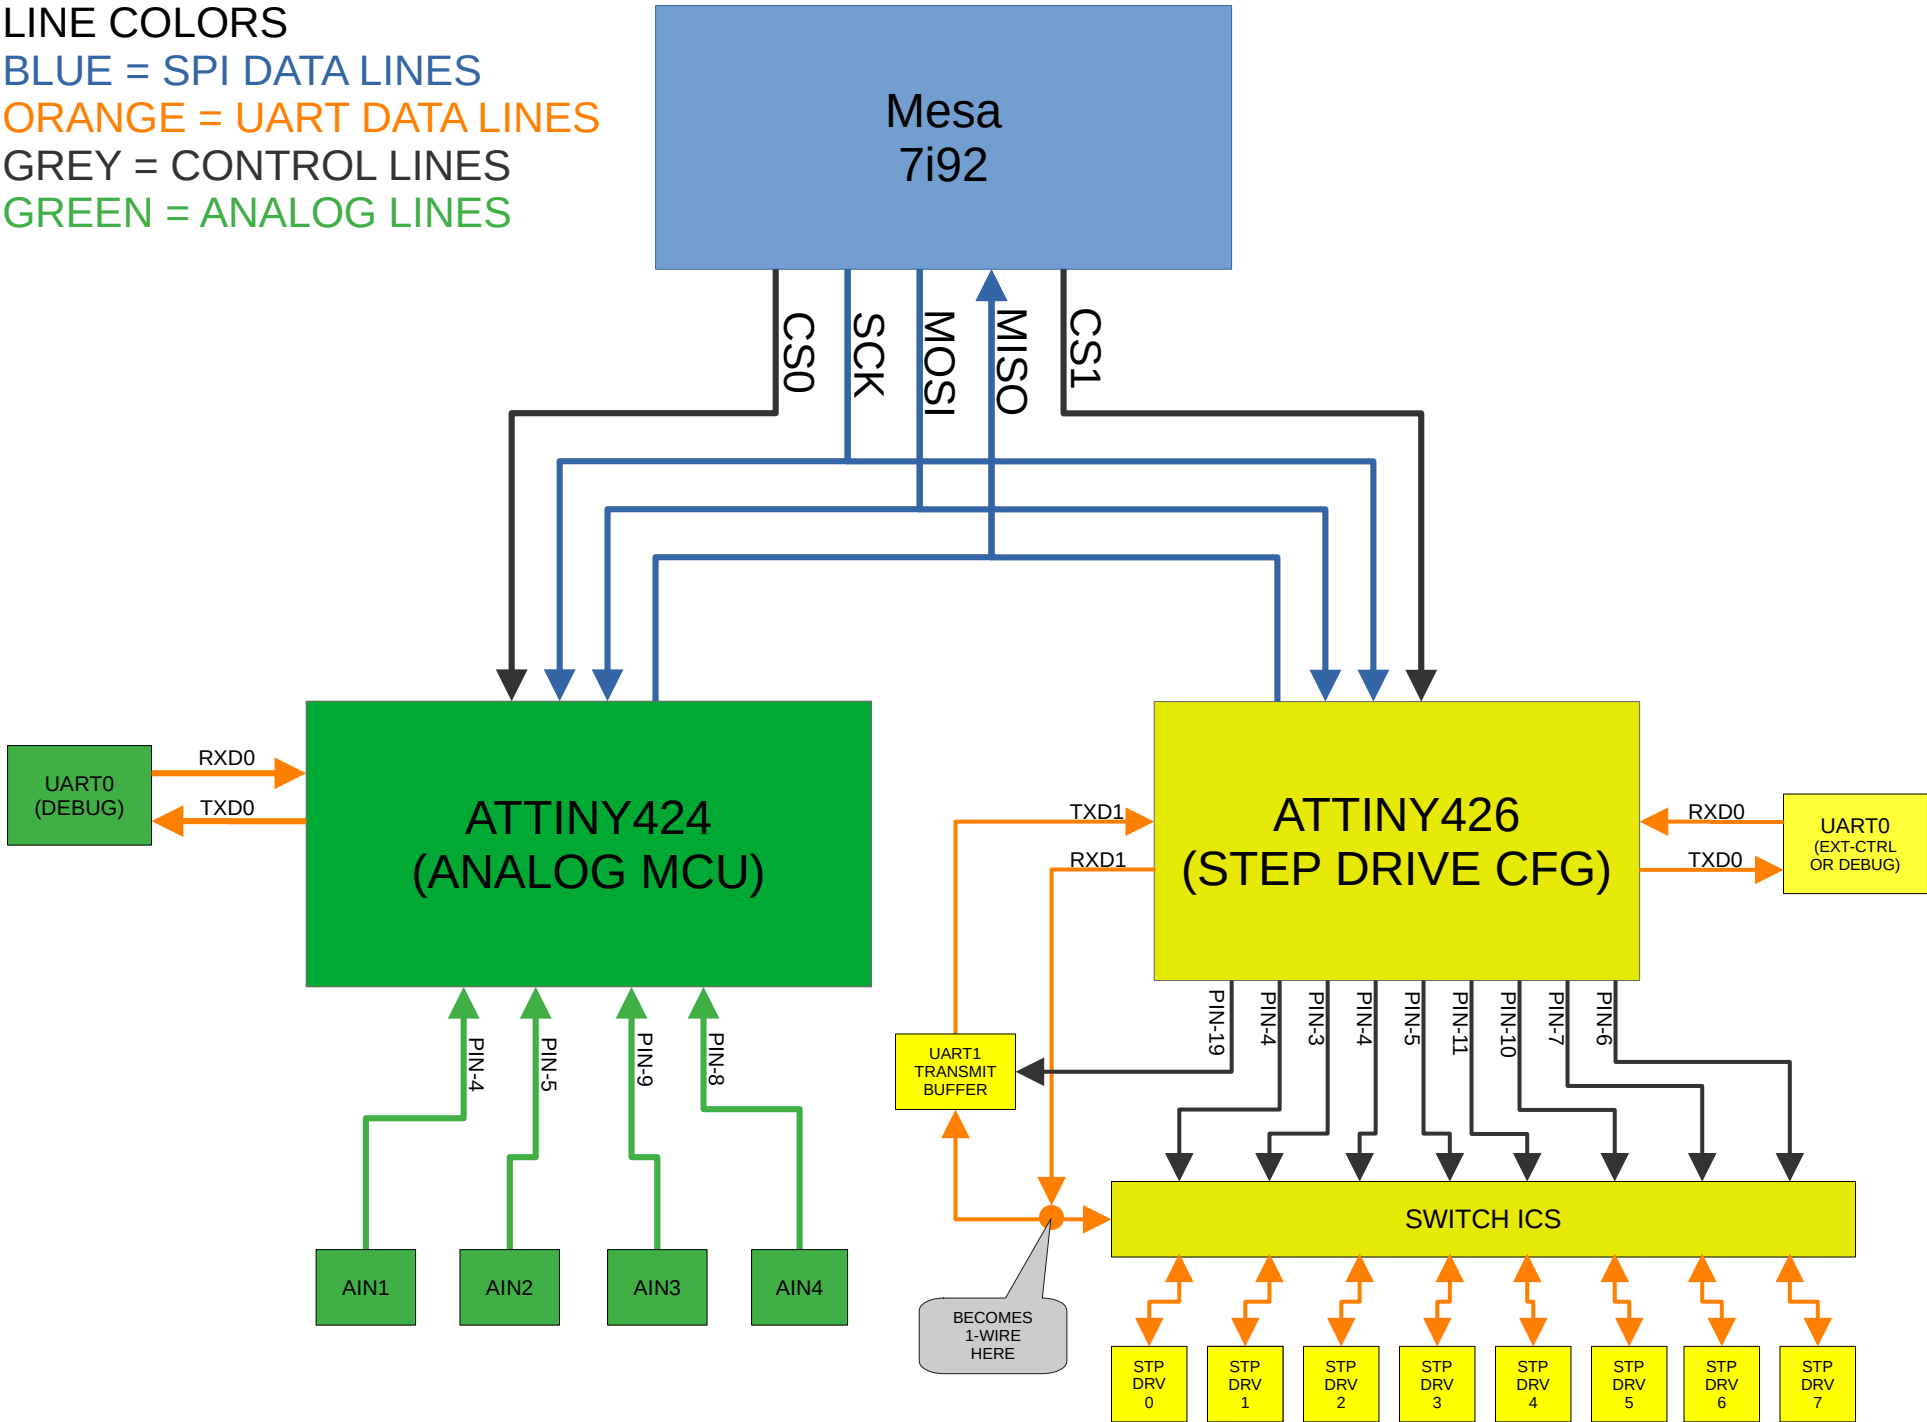 LINE COLORS
BLUE = SPI DATA LINES
ORANGE = UART DATA LINES
GREY = CONTROL LINES
GREEN = ANALOG LINES
Mesa
7i92
CS0
SCK
MOSI
MISO
CS1
UART0
(DEBUG)
RXD0
TXD0
ATTINY424
(ANALOG MCU)
TXD1
RXD1
ATTINY426
(STEP DRIVE CFG)
RXD0
TXD0
UART0
(EXT-CTRL
OR DEBUG)
PIN-4
PIN-5
PIN-9
PIN-8
UART1
TRANSMIT
BUFFER
PIN-19
PIN-4
PIN-3
PIN-4
PIN-5
PIN-11
PIN-10
PIN-7
PIN-6
SWITCH ICS
AIN1
AIN2
AIN3
AIN4
BECOMES
1-WIRE
HERE
STP
DRV
0
STP
DRV
1
STP
DRV
2
STP
DRV
3
STP
DRV
4
STP
DRV
5
STP
DRV
6
STP
DRV
7